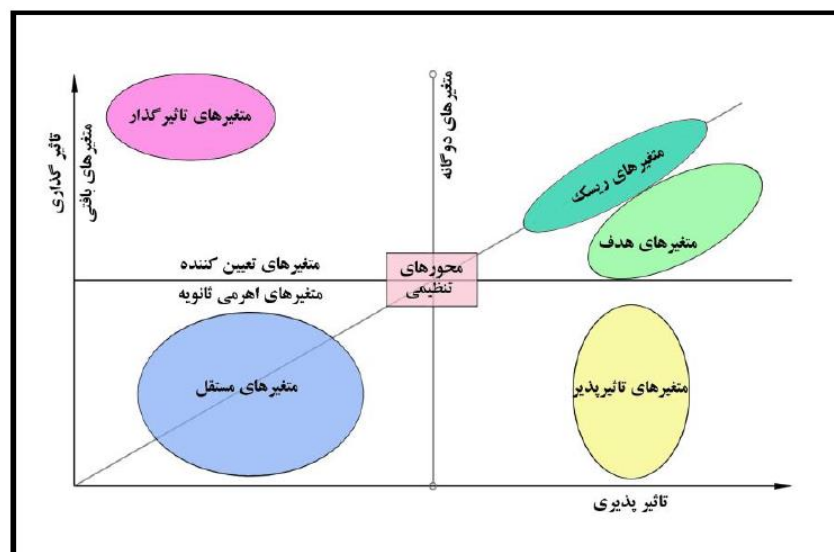 متغیرهای تاثیرگذار
تاثیر گذاری
متغیرهای بافتی
متغیرهای دوگانه
متغیرهای ریسک
متغیرهای هدف
متغیرهای تعیین کننده
محورهای
تنظیمی
متغیرهای اهرمی ثانویه
متغیرهای مستقل
متغیرهای تاثیرپذیر
تاثیر پذیری